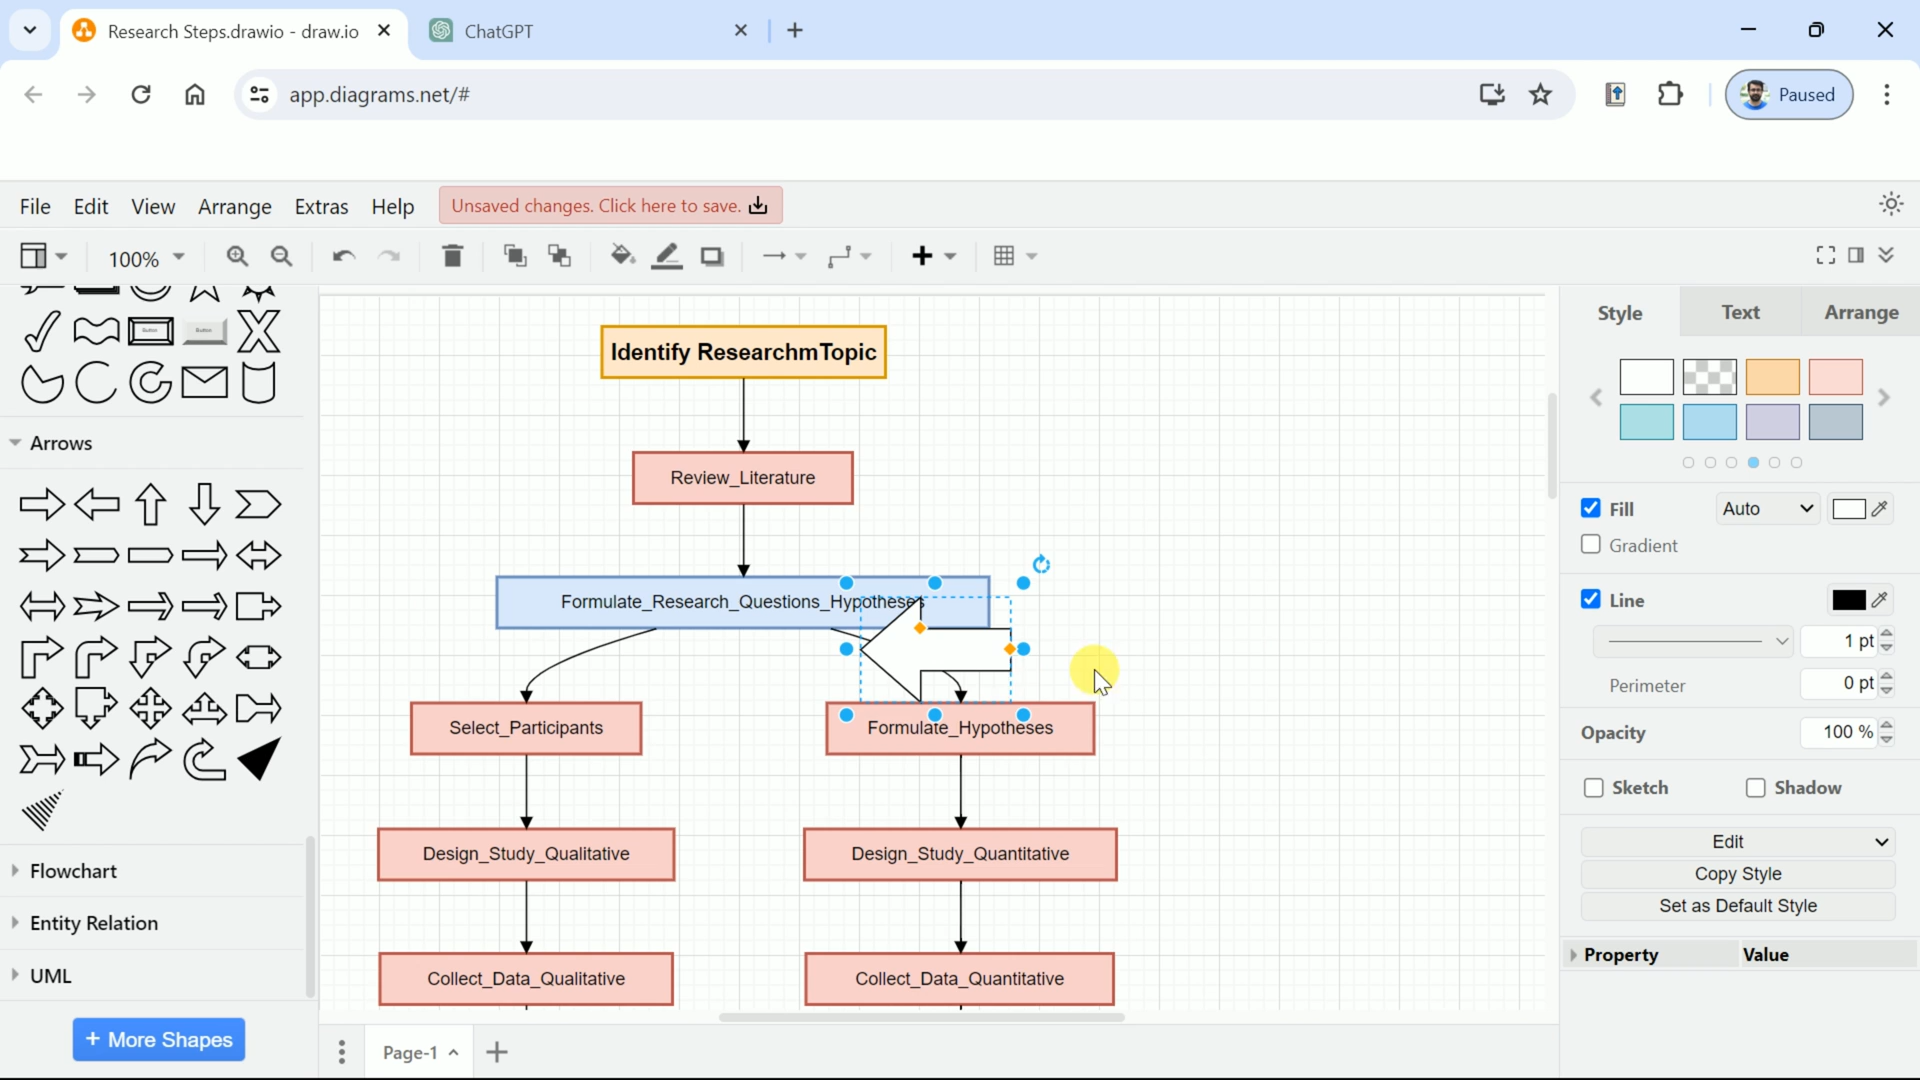 Research Steps.drawio - draw.io
ChatGPT
app.diagrams.net/#
Paused
File Edit View Arrange Extras Help Unsaved changes. Click here to save.
100%
Button Button
Arrows
Flowchart
Entity Relation
UML
+ More Shapes
Identify ResearchmTopic
Review_Literature
Formulate_Research_Questions_Hypotheses
Select_Participants
Formulate_Hypotheses
Design_Study_Qualitative
Design_Study_Quantitative
Collect_Data_Qualitative
Collect_Data_Quantitative
Page-1
Style Text Arrange
Fill Auto
Gradient
Line
1 pt
Perimeter 0 pt
Opacity 100 %
Sketch Shadow
Edit
Copy Style
Set as Default Style
Property Value